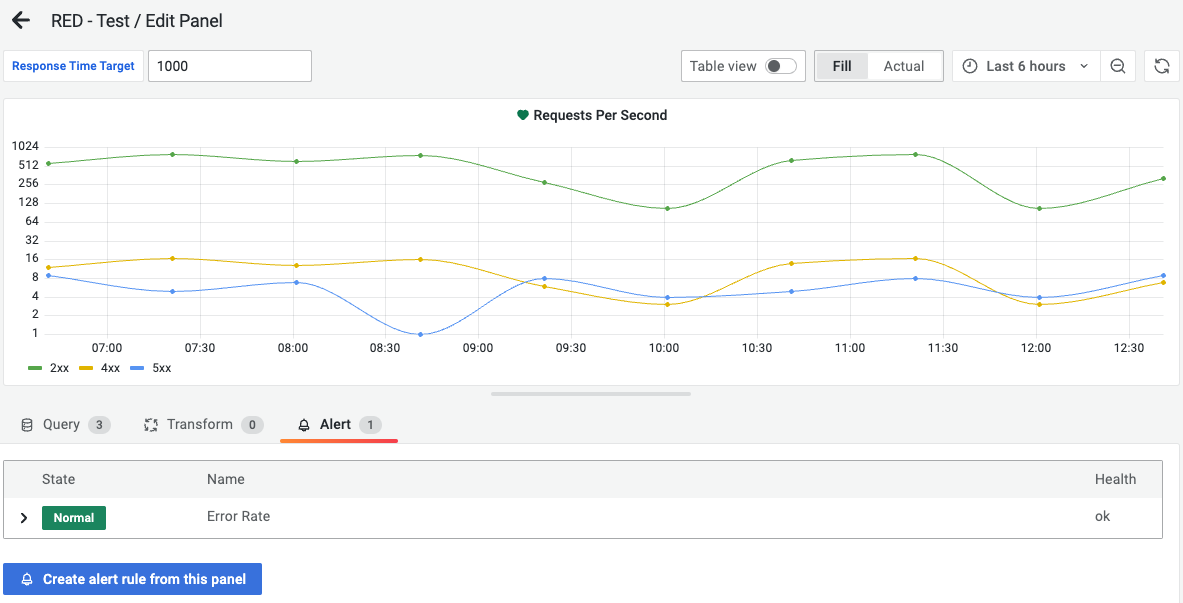 RED - Test / Edit Panel
Response Time Target 1000 Table view Fill Actual Last 6 hours
Requests Per Second
1024
512
256
128
64
32
16
8
4
2
1
07:00 07:30 08:00 08:30 09:00 09:30 10:00 10:30 11:00 11:30 12:00 12:30
2xx 4xx 5xx
Query 3 Transform 0 Alert 1
State Name Health
Normal Error Rate ok
Create alert rule from this panel